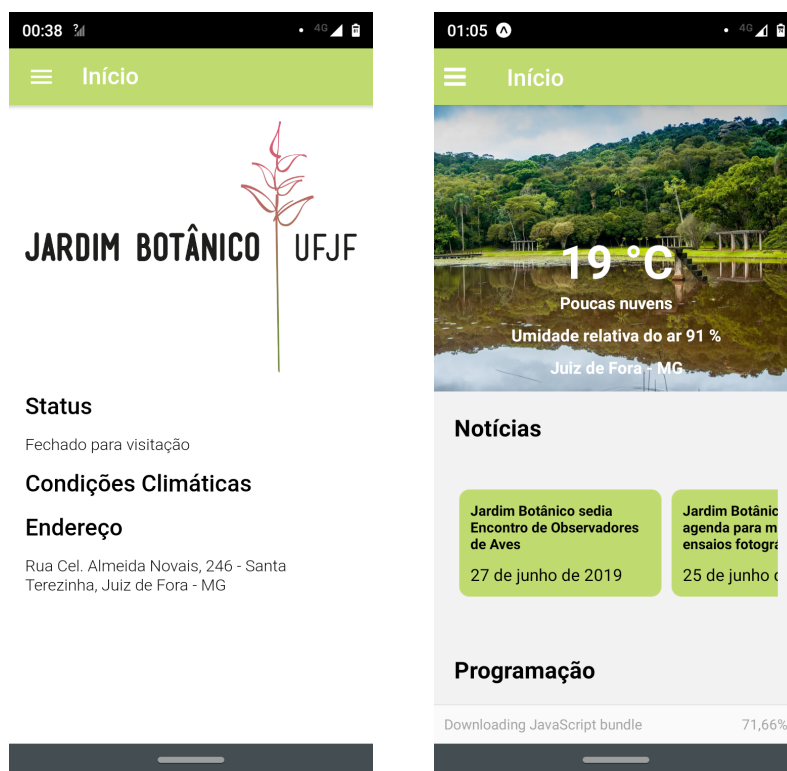 00:38
4G
Início
JARDIM BOTÂNICO UFJF
Status
Fechado para visitação
Condições Climáticas
Endereço
Rua Cel. Almeida Novais, 246 - Santa
Terezinha, Juiz de Fora - MG
01:05
4G
Início
19 °C
Poucas nuvens
Umidade relativa do ar 91 %
Juiz de Fora - MG
Notícias
Jardim Botânico sedia
Encontro de Observadores
de Aves
27 de junho de 2019
Jardim Botânic
agenda para m
ensaios fotográ
25 de junho d
Programação
Downloading JavaScript bundle 71,66%